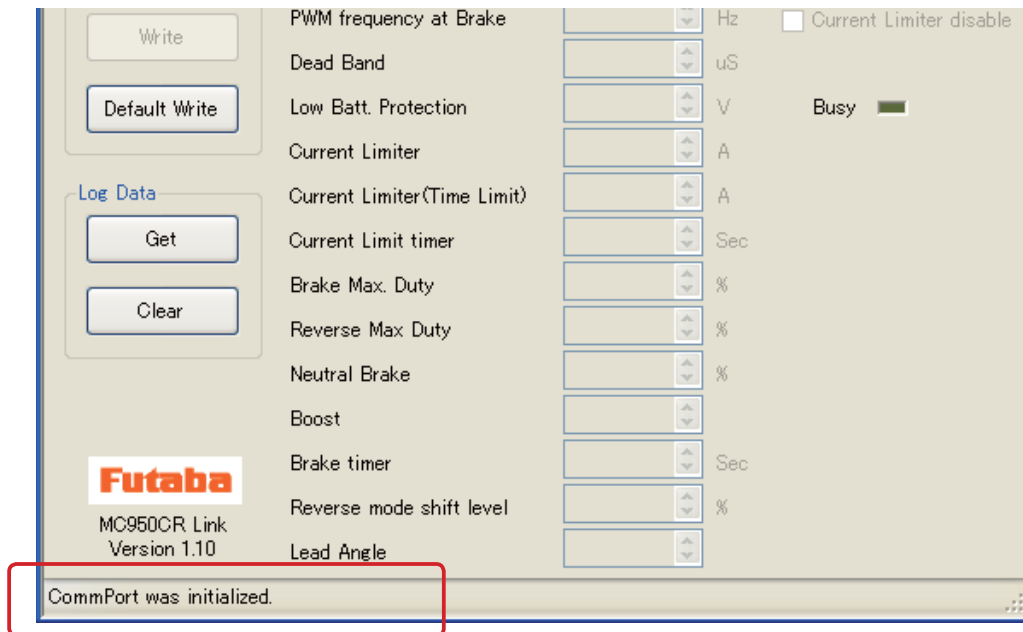 PWM frequency at Brake Hz Current Limiter disable
Write
Dead Band uS
Default Write Low Batt. Protection V Busy
Current Limiter A
Log Data
Current Limiter(Time Limit) A
Get Current Limit timer Sec
Brake Max. Duty %
Clear
Reverse Max Duty %
Neutral Brake %
Boost
Brake timer Sec
Futaba
Reverse mode shift level %
MC950CR Link
Version 1.10 Lead Angle
CommPort was initialized.